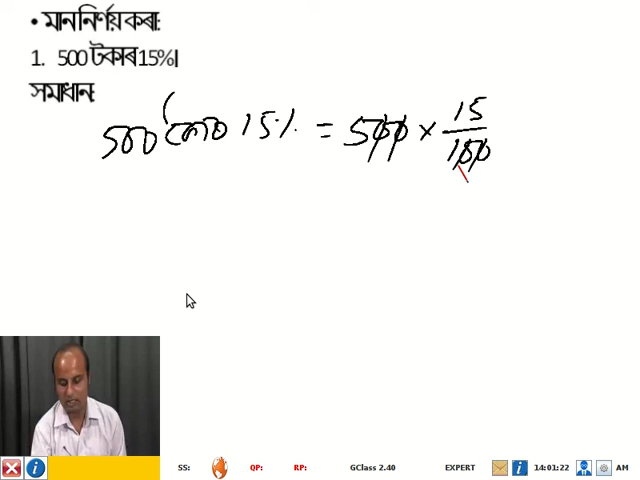 • মান নিৰ্ণয় কৰা:
1. 500 টকাৰ 15%।
সমাধান:
500 টকাৰ 15% = 500 × 15/100
SS: QP: RP: GClass 2.40 EXPERT 14:01:22 AM